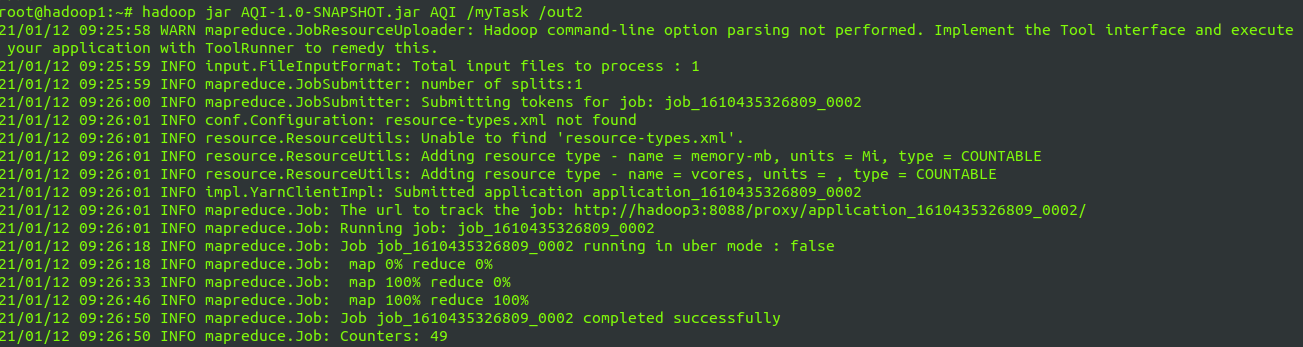 root@hadoop1:~# hadoop jar AQI-1.0-SNAPSHOT.jar AQI /myTask /out2
21/01/12 09:25:58 WARN mapreduce.JobResourceUploader: Hadoop command-line option parsing not performed. Implement the Tool interface and execute
 your application with ToolRunner to remedy this.
21/01/12 09:25:59 INFO input.FileInputFormat: Total input files to process : 1
21/01/12 09:25:59 INFO mapreduce.JobSubmitter: number of splits:1
21/01/12 09:26:00 INFO mapreduce.JobSubmitter: Submitting tokens for job: job_1610435326809_0002
21/01/12 09:26:01 INFO conf.Configuration: resource-types.xml not found
21/01/12 09:26:01 INFO resource.ResourceUtils: Unable to find 'resource-types.xml'.
21/01/12 09:26:01 INFO resource.ResourceUtils: Adding resource type - name = memory-mb, units = Mi, type = COUNTABLE
21/01/12 09:26:01 INFO resource.ResourceUtils: Adding resource type - name = vcores, units = , type = COUNTABLE
21/01/12 09:26:01 INFO impl.YarnClientImpl: Submitted application application_1610435326809_0002
21/01/12 09:26:01 INFO mapreduce.Job: The url to track the job: http://hadoop3:8088/proxy/application_1610435326809_0002/
21/01/12 09:26:01 INFO mapreduce.Job: Running job: job_1610435326809_0002
21/01/12 09:26:18 INFO mapreduce.Job: Job job_1610435326809_0002 running in uber mode : false
21/01/12 09:26:18 INFO mapreduce.Job:  map 0% reduce 0%
21/01/12 09:26:33 INFO mapreduce.Job:  map 100% reduce 0%
21/01/12 09:26:46 INFO mapreduce.Job:  map 100% reduce 100%
21/01/12 09:26:50 INFO mapreduce.Job: Job job_1610435326809_0002 completed successfully
21/01/12 09:26:50 INFO mapreduce.Job: Counters: 49